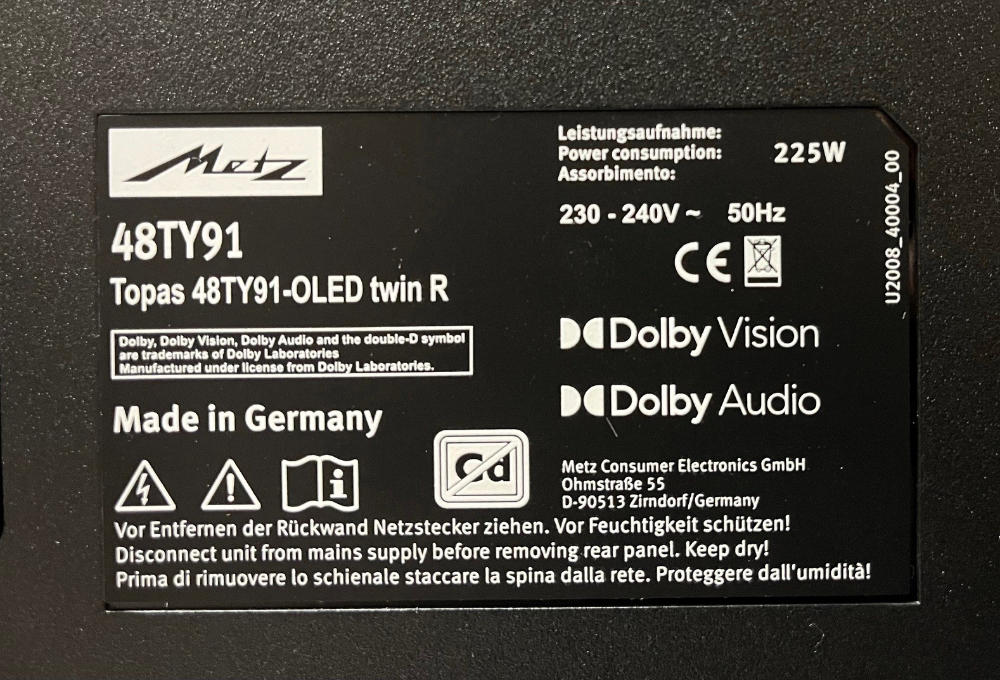 Metz
48TY91
Topas 48TY91-OLED twin R
Dolby, Dolby Vision, Dolby Audio and the double-D symbol
are trademarks of Dolby Laboratories
Manufactured under license from Dolby Laboratories.
Made in Germany
Cd
i
Leistungsaufnahme:
Power consumption: 225W
Assorbimento:
230 - 240V ~ 50Hz
CE
Dolby Vision
Dolby Audio
Metz Consumer Electronics GmbH
Ohmstraße 55
D-90513 Zirndorf/Germany
U2008_40004_00
Vor Entfernen der Rückwand Netzstecker ziehen. Vor Feuchtigkeit schützen!
Disconnect unit from mains supply before removing rear panel. Keep dry!
Prima di rimuovere lo schienale staccare la spina dalla rete. Proteggere dall'umidità!